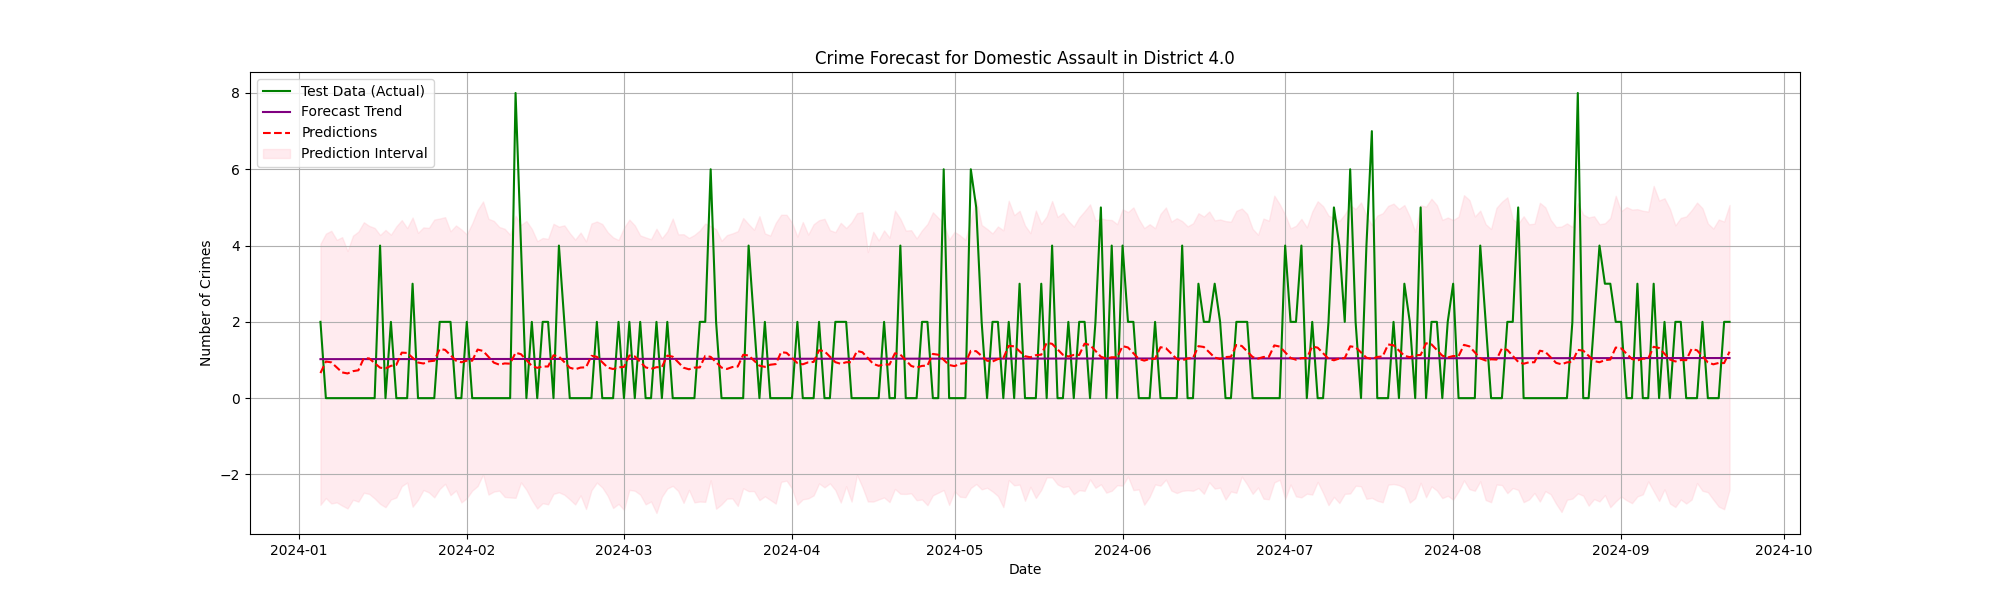 Crime Forecast for Domestic Assault in District 4.0
Test Data (Actual)
Forecast Trend
Predictions
Prediction Interval
Number of Crimes
8
6
4
2
0
−2
2024-01 2024-02 2024-03 2024-04 2024-05 2024-06 2024-07 2024-08 2024-09 2024-10
Date